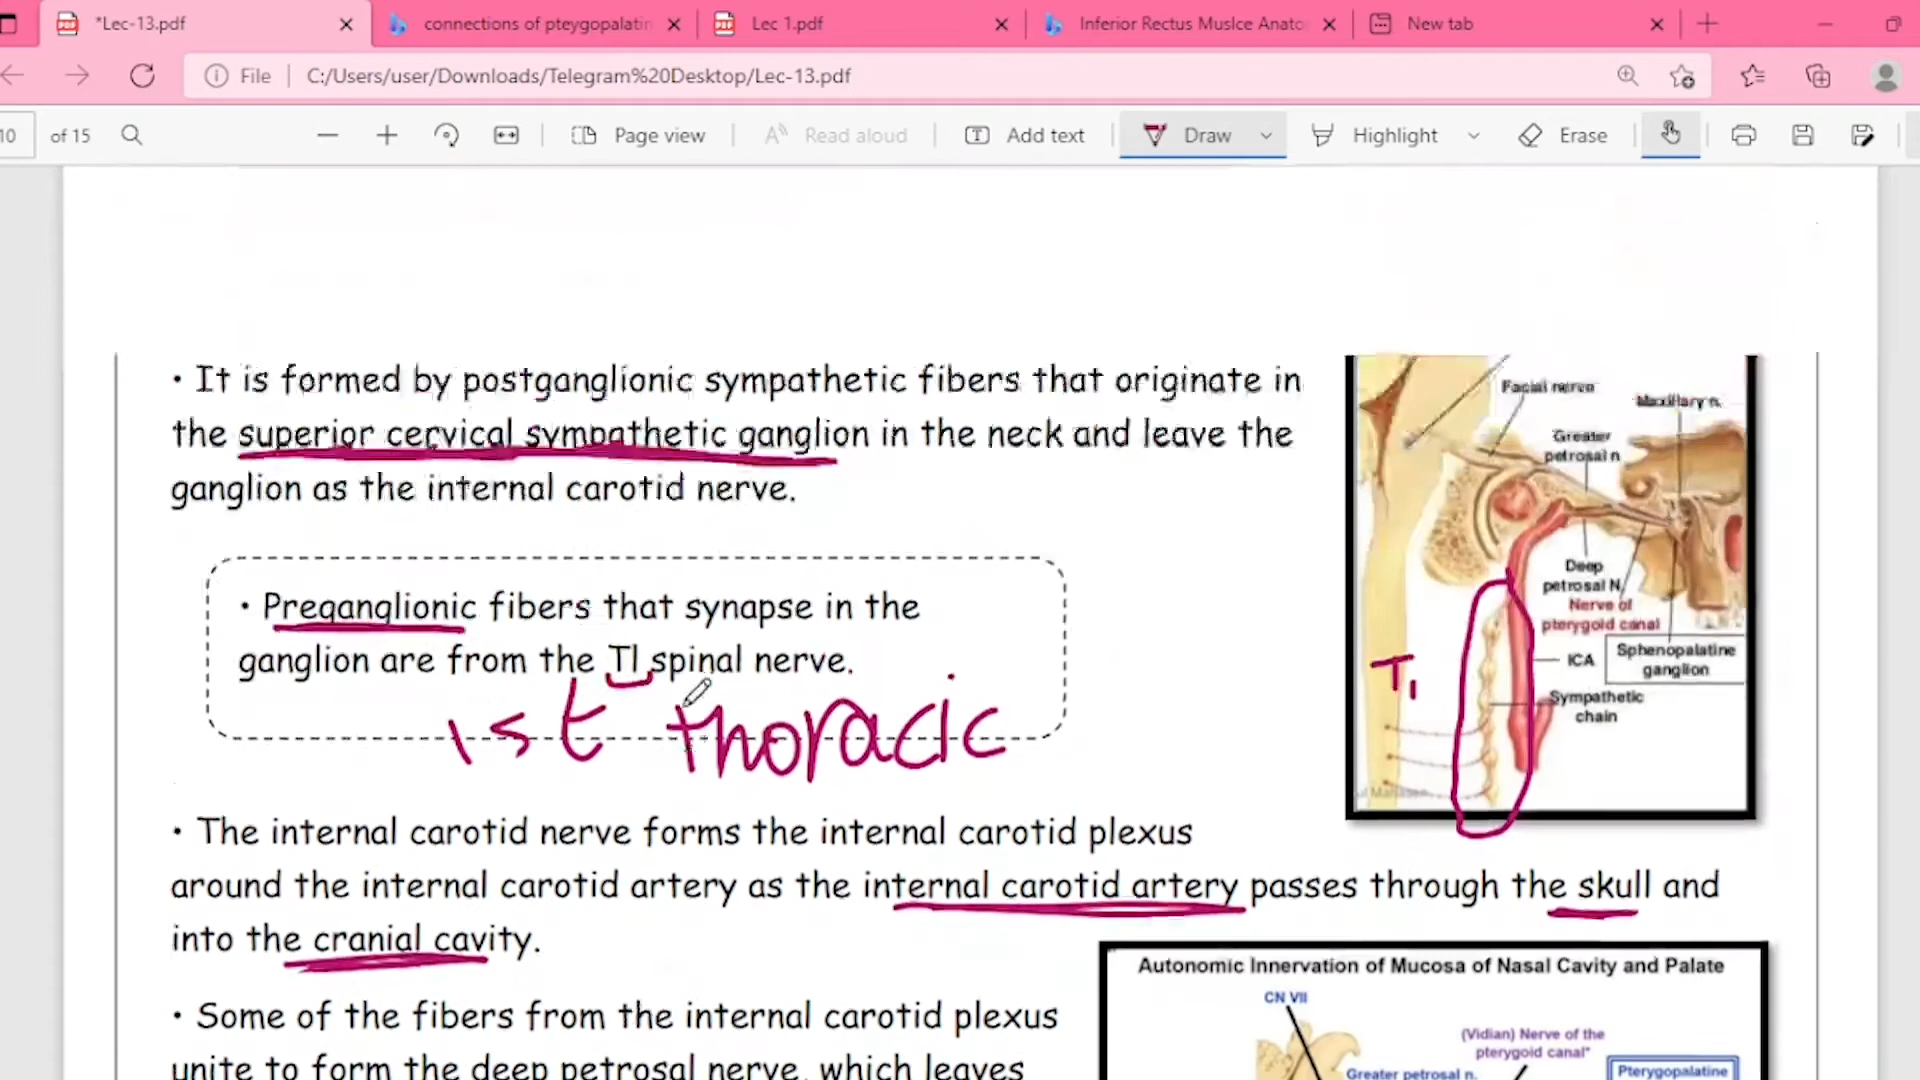 *Lec-13.pdf
connections of pteygopalatin
Lec 1.pdf
Inferior Rectus Muslce Anato
New tab
File
C:/Users/user/Downloads/Telegram%20Desktop/Lec-13.pdf
10 of 15
Page view
Read aloud
Add text
Draw
Highlight
Erase
• It is formed by postganglionic sympathetic fibers that originate in
the superior cervical sympathetic ganglion in the neck and leave the
ganglion as the internal carotid nerve.
• Preganglionic fibers that synapse in the
ganglion are from the T1 spinal nerve.
1st thoracic
Facial nerve
Maxillary n.
Greater
petrosal n
Deep
petrosal N,
Nerve of
pterygoid canal
ICA
Sphenopalatine
ganglion
T1
Sympathetic
chain
• The internal carotid nerve forms the internal carotid plexus
around the internal carotid artery as the internal carotid artery passes through the skull and
into the cranial cavity.
• Some of the fibers from the internal carotid plexus
unite to form the deep petrosal nerve, which leaves
Autonomic Innervation of Mucosa of Nasal Cavity and Palate
CN VII
(Vidian) Nerve of the
pterygoid canal*
Greater petrosal n.
Pterygopalatine